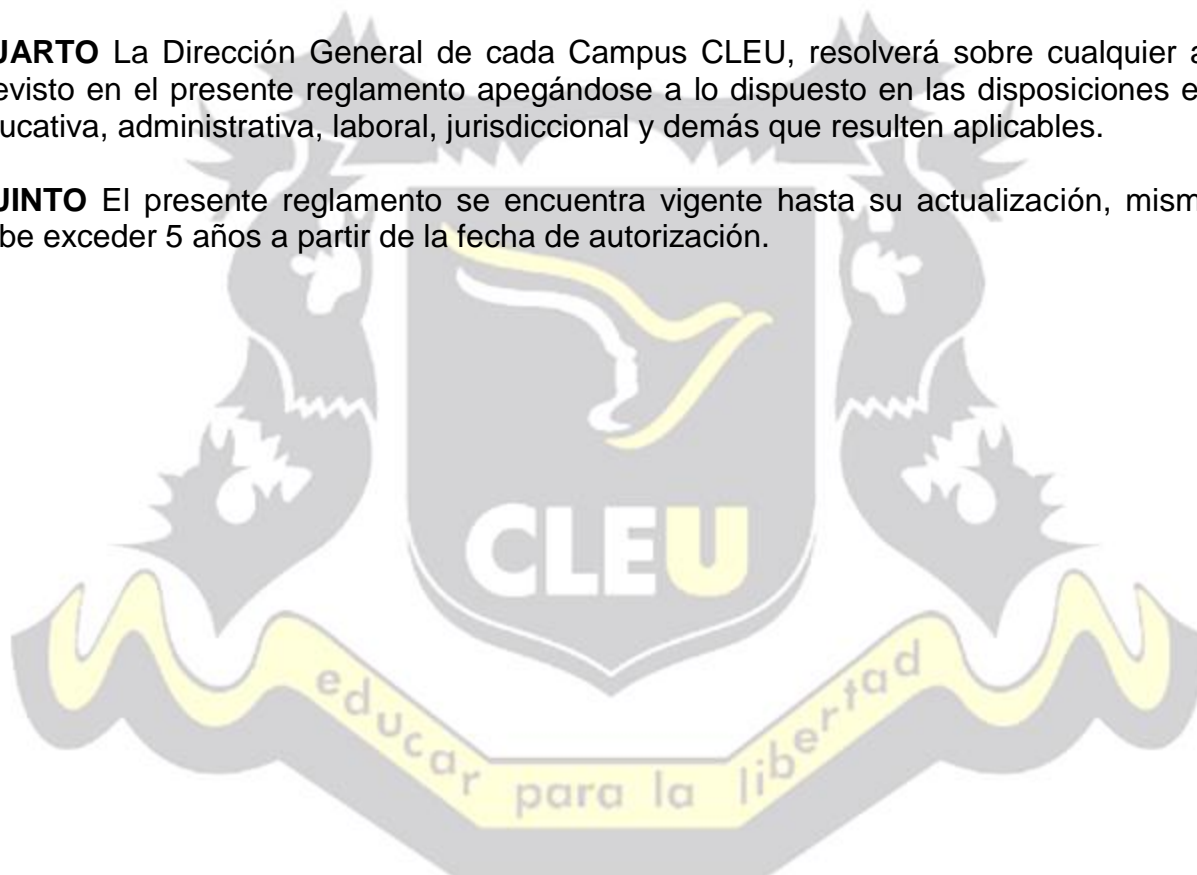 UARTO La Dirección General de cada Campus CLEU, resolverá sobre cualquier a
evisto en el presente reglamento apegándose a lo dispuesto en las disposiciones e
ucativa, administrativa, laboral, jurisdiccional y demás que resulten aplicables.
UINTO El presente reglamento se encuentra vigente hasta su actualización, mism
be exceder 5 años a partir de la fecha de autorización.
CLEU
educar para la libertad